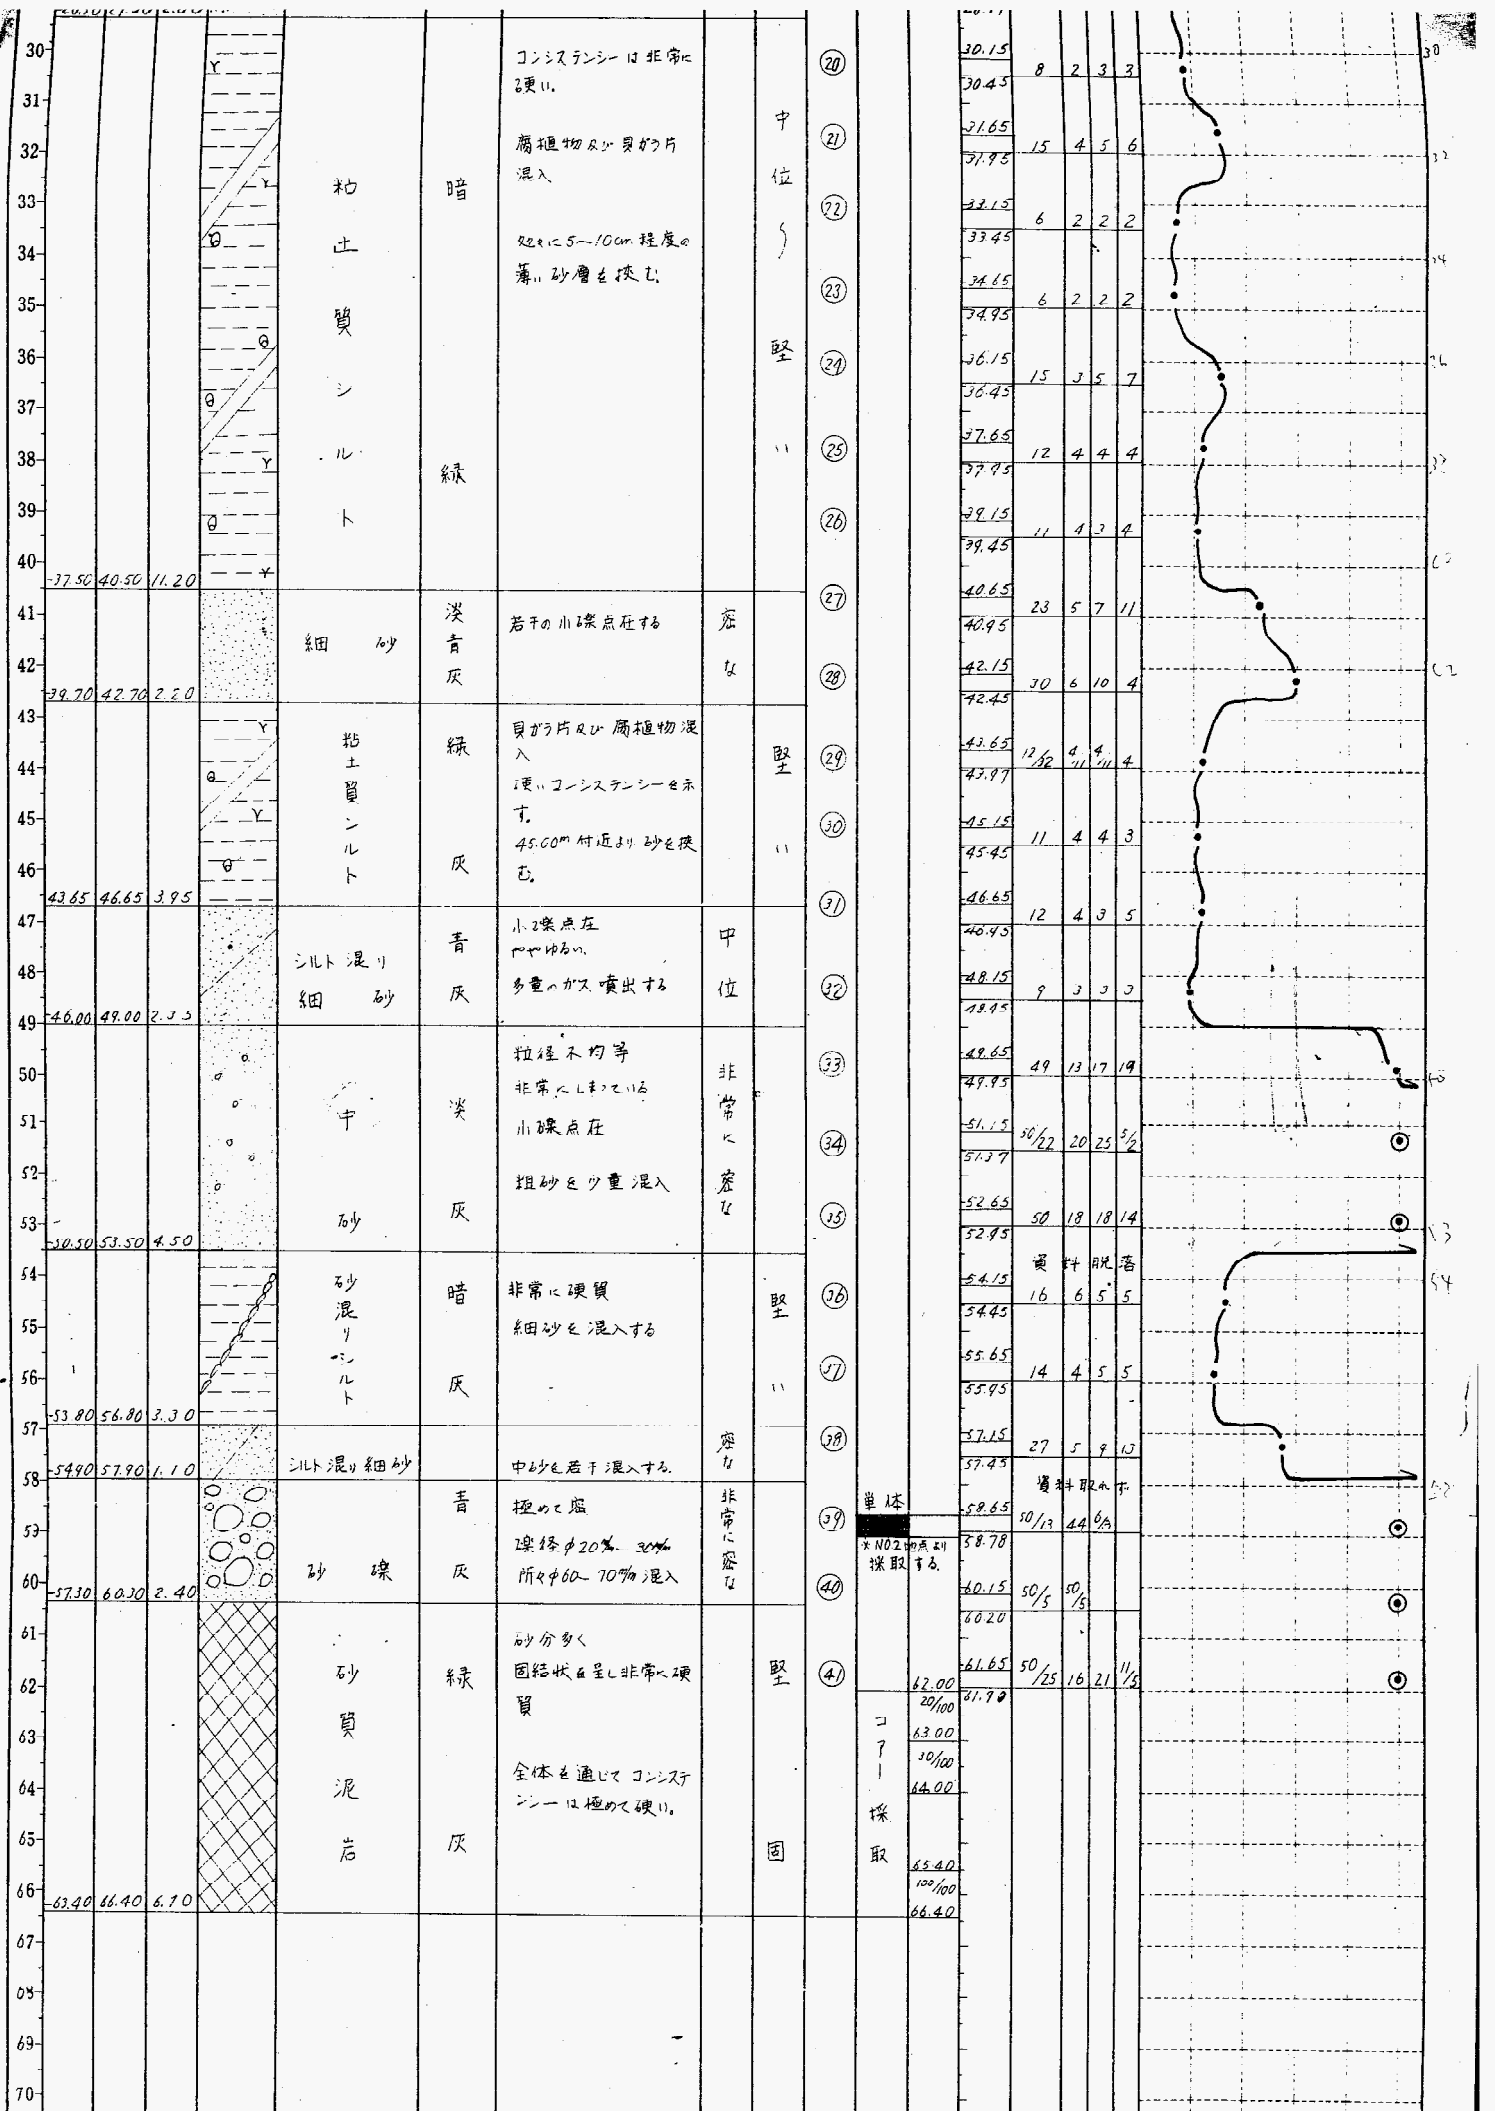 30
31
32
33
34
35
36
37
38
39
40
41
42
43
44
45
46
47
48
49
50
51
52
53
54
55
56
57
58
59
60
61
62
63
64
65
66
67
68
69
70
-37.50 40.50 11.20
粘土質シルト
暗緑
コンシステンシーは非常に
硬い。
腐植物及び貝がら片
混入
処々に5~10cm程度の
薄い砂層を挟む。
中位〜堅い
-39.70 42.70 2.20
細砂
淡青灰
若干の小礫点在する
密な
43.65 46.65 3.95
粘土質シルト
緑灰
貝がら片及び腐植物混
入
硬いコンシステンシーを示
す。
45.00m付近より砂を挟
む。
堅い
-46.00 49.00 2.35
シルト混り
細砂
青灰
小礫点在
ややゆるい。
多量のガス噴出する
中位
-50.50 53.50 4.50
中砂
淡灰
粒径不均等
非常にしまっている
小礫点在
粗砂を少量混入
非常に密な
-53.80 56.80 3.30
砂混りシルト
暗灰
非常に硬質
細砂を混入する
堅い
-54.90 57.90 1.10
シルト混り細砂
中砂を若干混入する。
密な
-57.30 60.30 2.40
砂礫
青灰
極めて密
礫径φ20%~30m/m
所々φ60~70m/m混入
非常に密な
-63.40 66.40 6.10
砂質泥岩
緑灰
砂分多く
固結状を呈し非常に硬
質
全体を通じてコンシステ
ンシーは極めて硬い。
堅固
⑳
㉑
㉒
㉓
㉔
㉕
㉖
㉗
㉘
㉙
㉚
㉛
㉜
㉝
㉞
㉟
㊱
㊲
㊳
㊴
㊵
㊶
単体
※NO.2地点より
採取する。
62.00
20/100
63.00
30/100
64.00
65.40
100/100
66.40
コアー採取
30.15
30.45 8 2 3 3
31.65
31.95 15 4 5 6
33.15
33.45 6 2 2 2
34.65
34.95 6 2 2 2
36.15
36.45 15 3 5 7
37.65
37.95 12 4 4 4
39.15
39.45 11 4 3 4
40.65
40.95 23 5 7 11
42.15
42.45 30 6 10 4
43.65
43.97 12/32 4/11 4/11 4
45.15
45.45 11 4 4 3
46.65
46.95 12 4 3 5
48.15
48.45 9 3 3 3
49.65
49.95 49 13 17 19
51.15
51.37 50/22 20 25 5/2
52.65
52.95 50 18 18 14
資料脱落
54.15
54.45 16 6 5 5
55.65
55.95 14 4 5 5
57.15
57.45 27 5 9 13
資料取れず
58.65
58.78 50/13 44 6/3
60.15
60.20 50/5 50/5
61.65
61.90 50/25 16 21 11/5
30
32
54